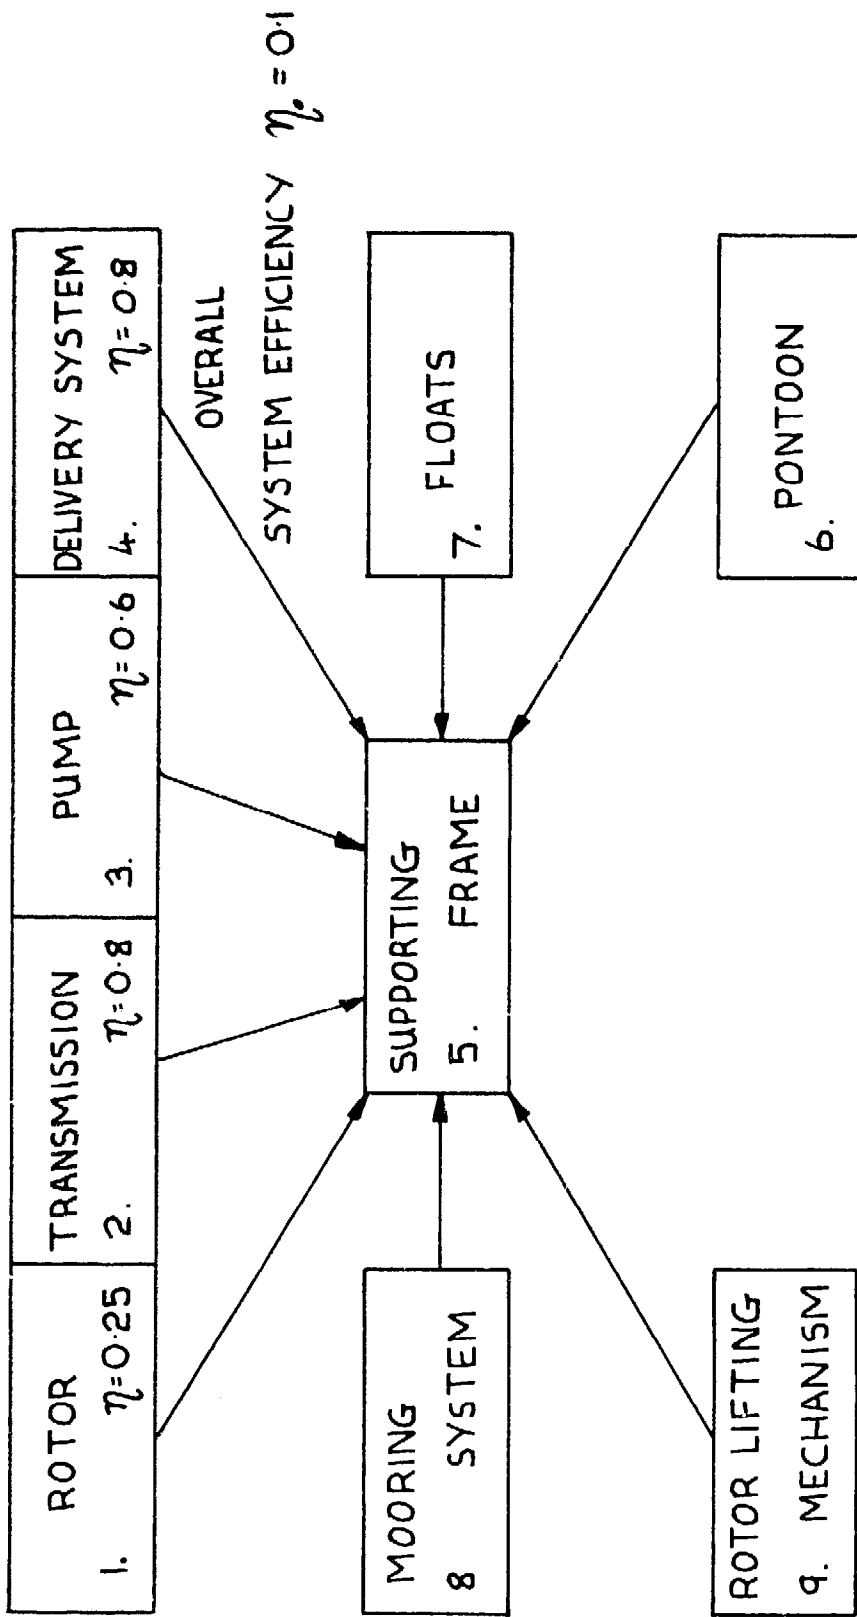 1. ROTOR
η=0.25
2. TRANSMISSION
η=0.8
3. PUMP
η=0.6
4. DELIVERY SYSTEM
η=0.8
OVERALL
SYSTEM EFFICIENCY η. = 0.1
MOORING
8 SYSTEM
SUPPORTING
5. FRAME
7. FLOATS
ROTOR LIFTING
9. MECHANISM
6. PONTOON